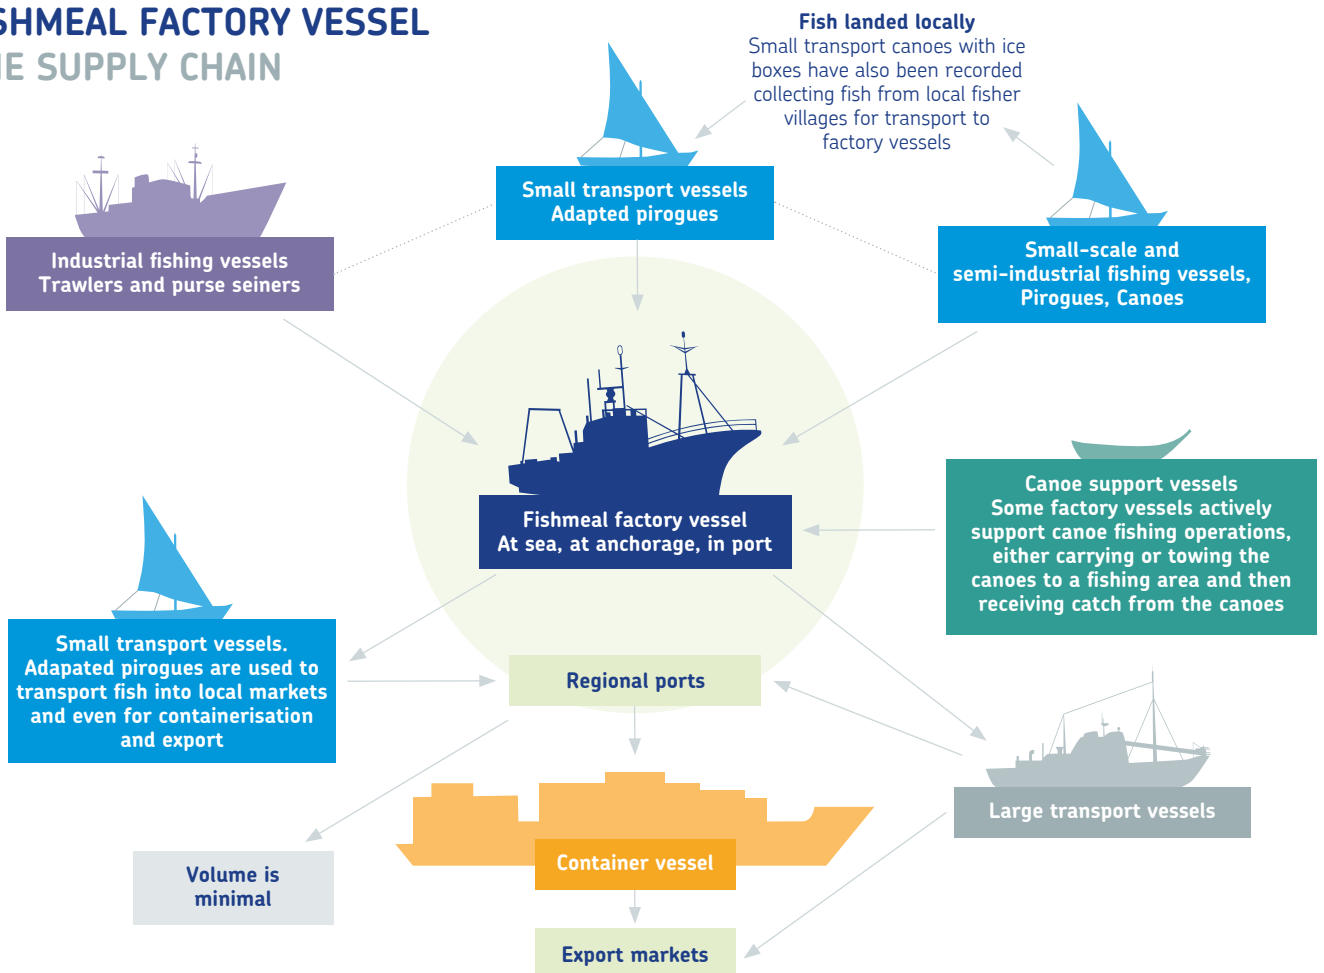 SHMEAL FACTORY VESSEL
HE SUPPLY CHAIN
Fish landed locally
Small transport canoes with ice
boxes have also been recorded
collecting fish from local fisher
villages for transport to
factory vessels
Small transport vessels
Adapted pirogues
Industrial fishing vessels
Trawlers and purse seiners
Small-scale and
semi-industrial fishing vessels,
Pirogues, Canoes
Fishmeal factory vessel
At sea, at anchorage, in port
Canoe support vessels
Some factory vessels actively
support canoe fishing operations,
either carrying or towing the
canoes to a fishing area and then
receiving catch from the canoes
Small transport vessels.
Adapated pirogues are used to
transport fish into local markets
and even for containerisation
and export
Regional ports
Large transport vessels
Container vessel
Volume is
minimal
Export markets